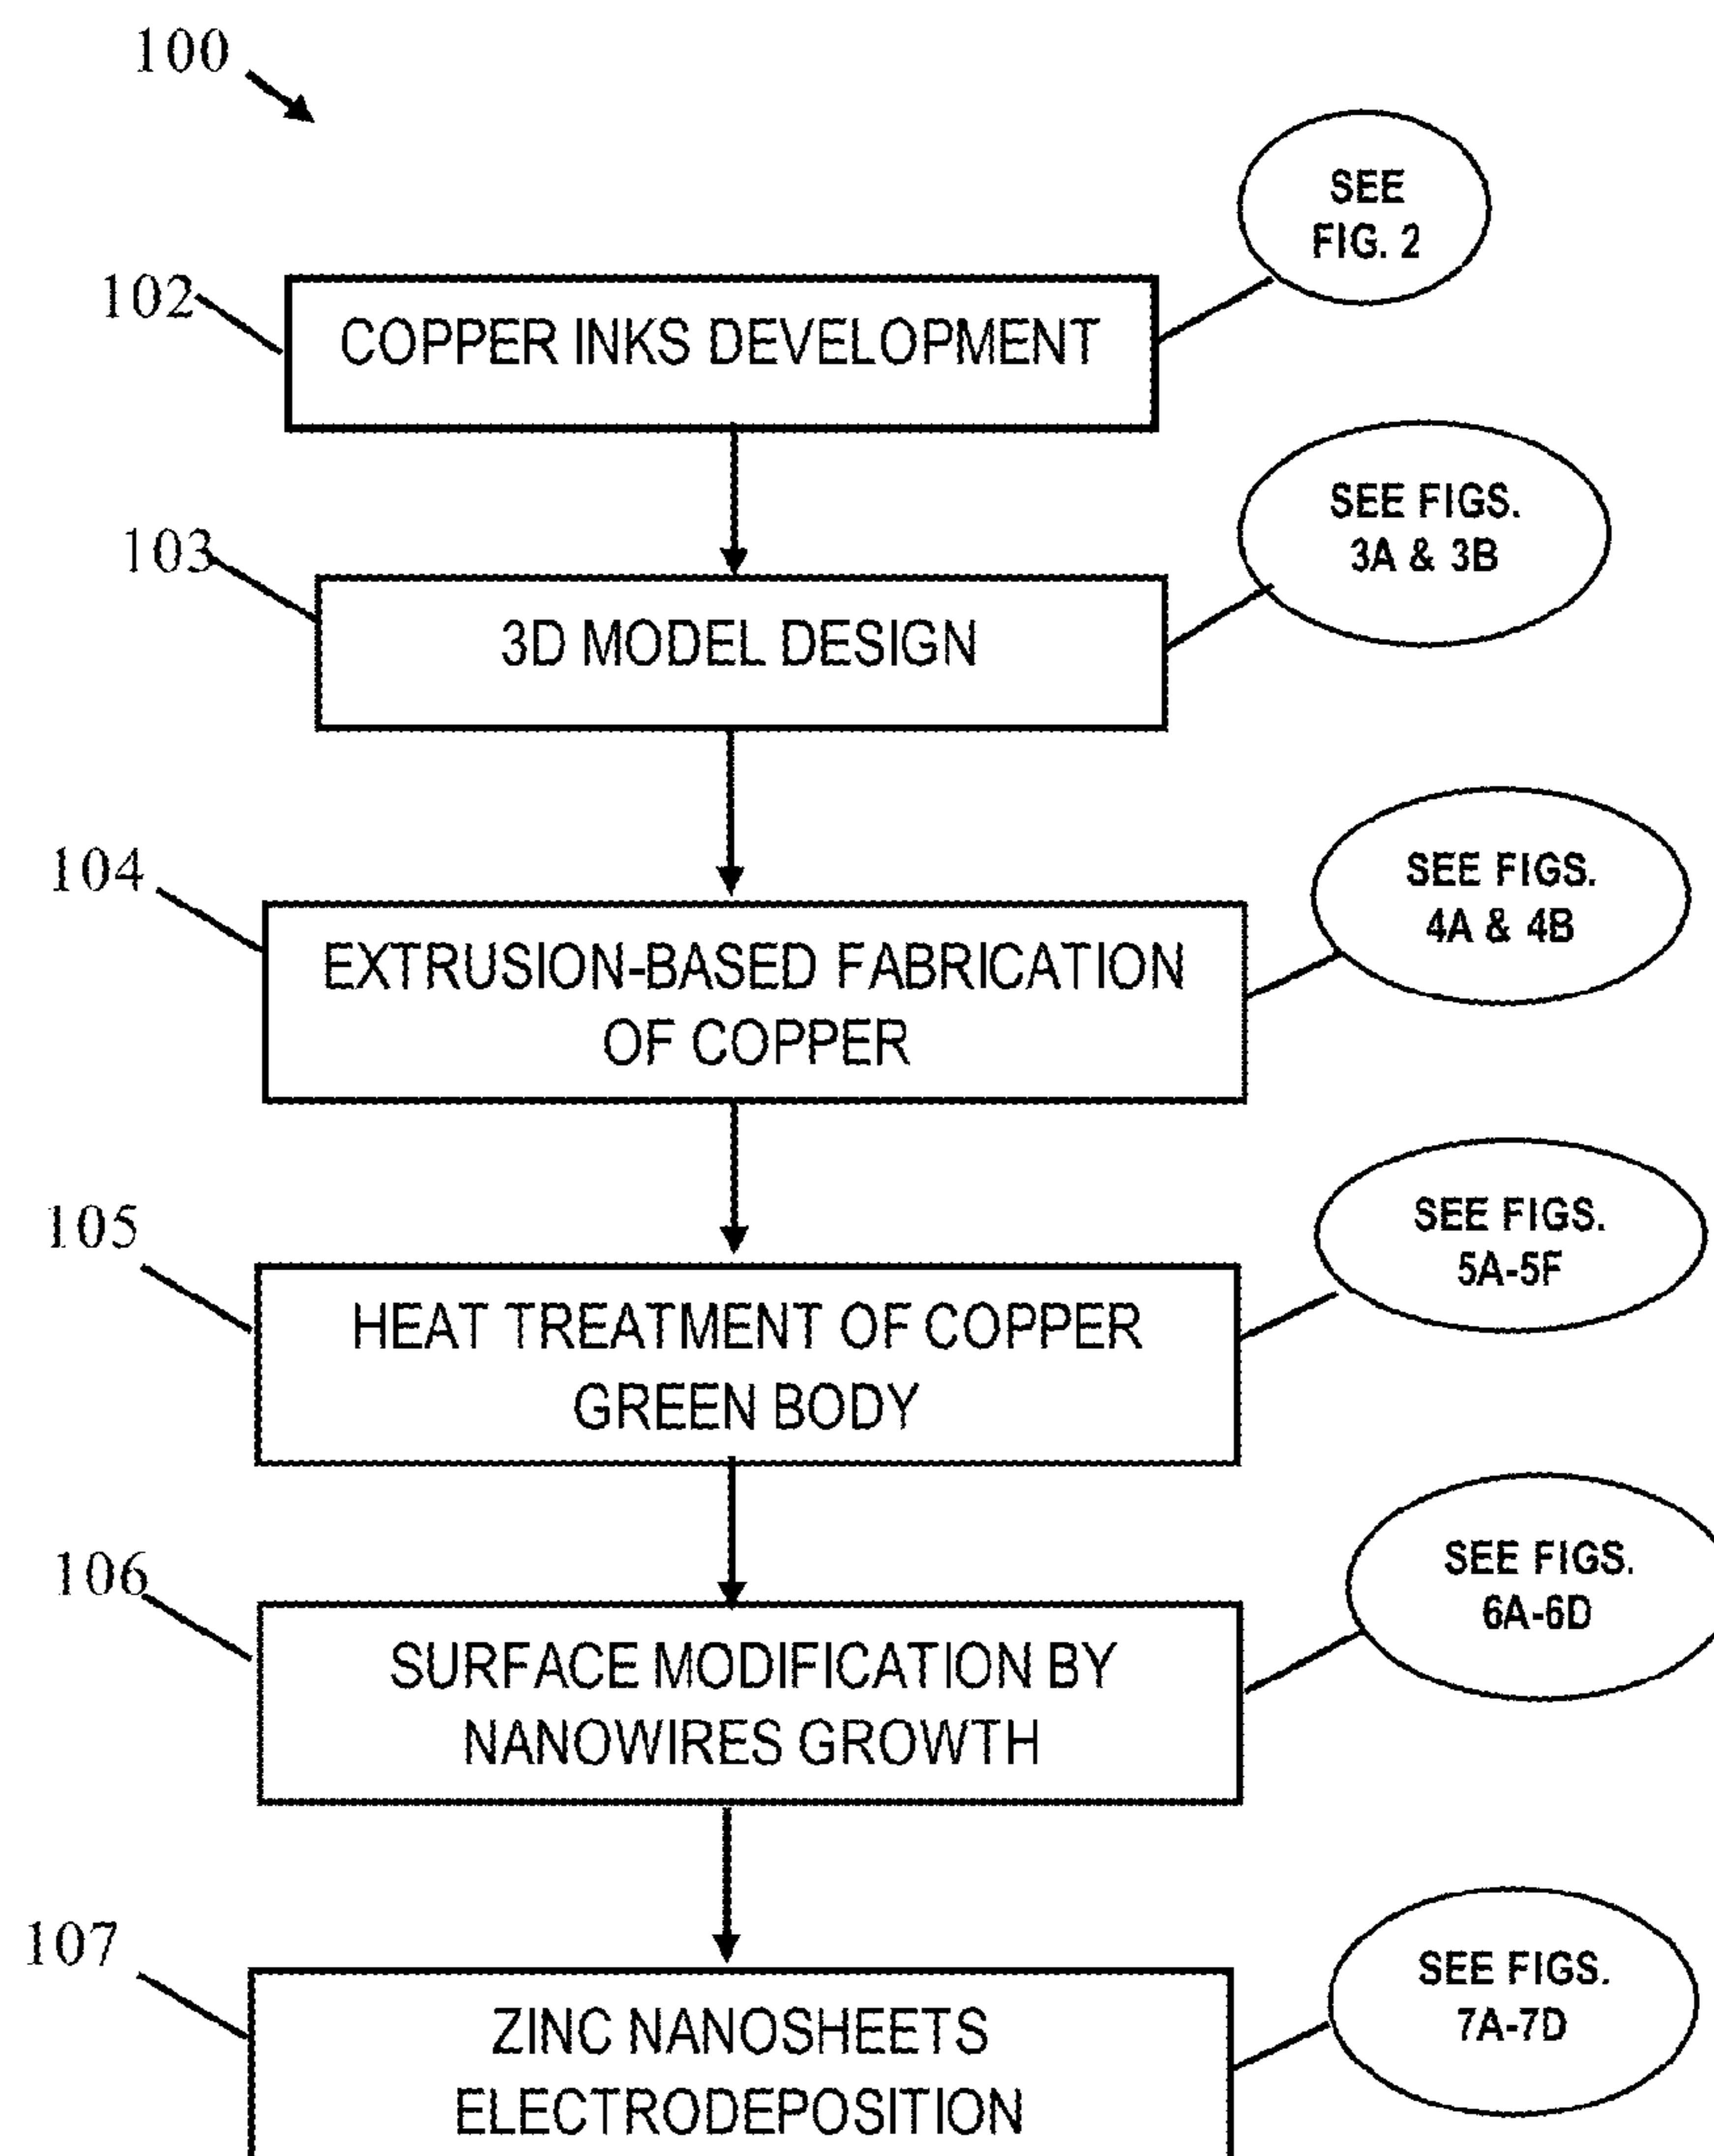 100
SEE
FIG. 2
102
COPPER INKS DEVELOPMENT
SEE FIGS.
3A & 3B
103
3D MODEL DESIGN
SEE FIGS.
4A & 4B
104
EXTRUSION-BASED FABRICATION
OF COPPER
SEE FIGS.
5A-5F
105
HEAT TREATMENT OF COPPER
GREEN BODY
SEE FIGS.
6A-6D
106
SURFACE MODIFICATION BY
NANOWIRES GROWTH
SEE FIGS.
7A-7D
107
ZINC NANOSHEETS
ELECTRODEPOSITION